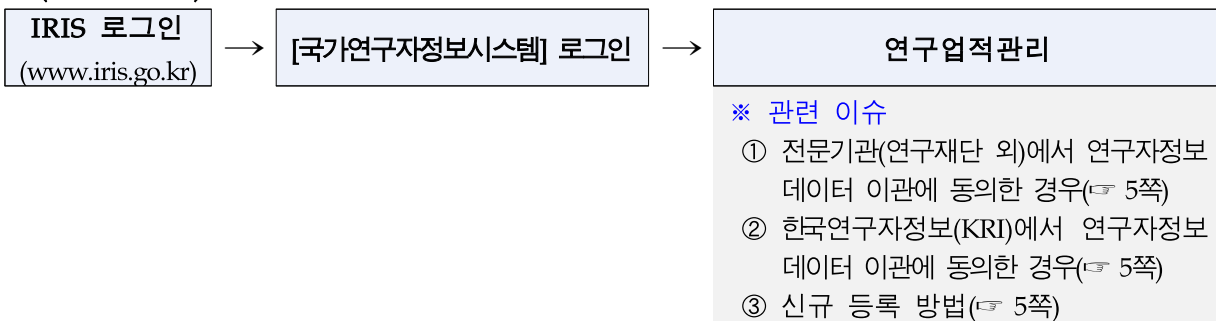 IRIS 로그인
(www.iris.go.kr)
→
[국가연구자정보시스템] 로그인
→
연구업적관리
※ 관련 이슈
① 전문기관(연구재단 외)에서 연구자정보
데이터 이관에 동의한 경우(☞ 5쪽)
② 한국연구자정보(KRI)에서 연구자정보
데이터 이관에 동의한 경우(☞ 5쪽)
③ 신규 등록 방법(☞ 5쪽)